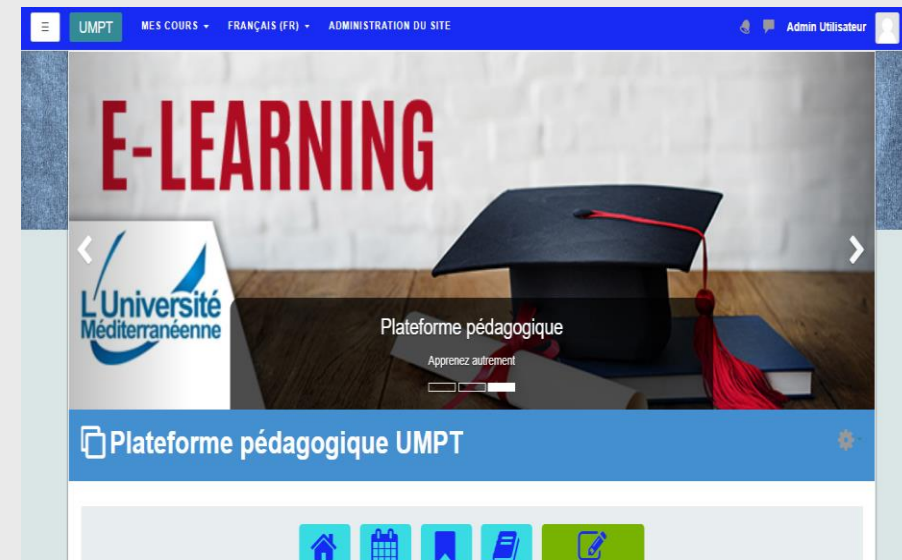 UMPT MES COURS FRANÇAIS (FR) ADMINISTRATION DU SITE Admin Utilisateur
E-LEARNING
L'Université
Méditerranéenne
Plateforme pédagogique
Apprenez autrement
Plateforme pédagogique UMPT